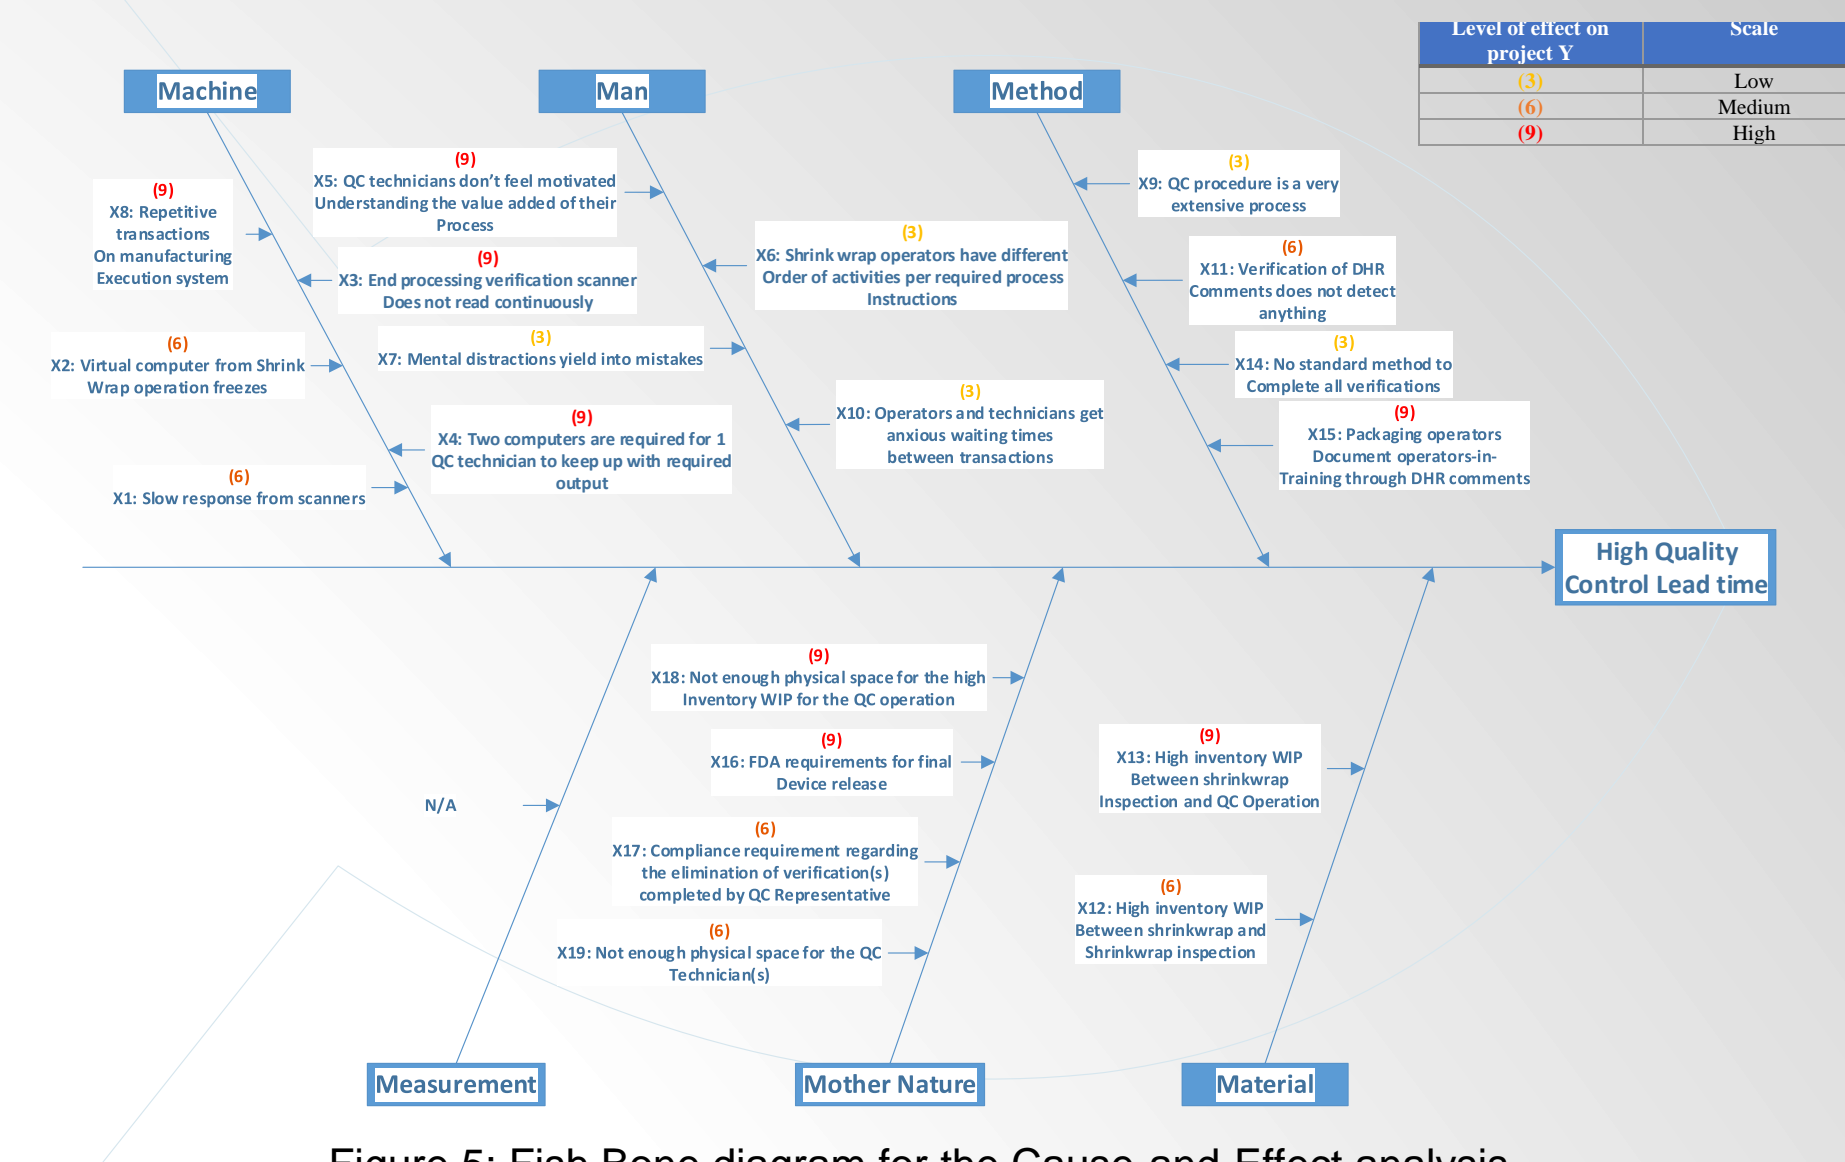 Level of effect on
project Y
Scale
(3)
Low
(6)
Medium
(9)
High
Machine
Man
Method
(9)
X8: Repetitive
transactions
On manufacturing
Execution system
(9)
X3: End processing verification scanner
Does not read continuously
(6)
X2: Virtual computer from Shrink
Wrap operation freezes
(9)
X4: Two computers are required for 1
QC technician to keep up with required
output
(6)
X1: Slow response from scanners
(9)
X5: QC technicians don’t feel motivated
Understanding the value added of their
Process
(3)
X6: Shrink wrap operators have different
Order of activities per required process
Instructions
(3)
X7: Mental distractions yield into mistakes
(3)
X10: Operators and technicians get
anxious waiting times
between transactions
(3)
X9: QC procedure is a very
extensive process
(6)
X11: Verification of DHR
Comments does not detect
anything
(3)
X14: No standard method to
Complete all verifications
(9)
X15: Packaging operators
Document operators-in-
Training through DHR comments
High Quality
Control Lead time
N/A
(9)
X18: Not enough physical space for the high
Inventory WIP for the QC operation
(9)
X16: FDA requirements for final
Device release
(6)
X17: Compliance requirement regarding
the elimination of verification(s)
completed by QC Representative
(6)
X19: Not enough physical space for the QC
Technician(s)
(9)
X13: High inventory WIP
Between shrinkwrap
Inspection and QC Operation
(6)
X12: High inventory WIP
Between shrinkwrap and
Shrinkwrap inspection
Measurement
Mother Nature
Material
Figure 5: Fish Bone diagram for the Cause and Effect analysis